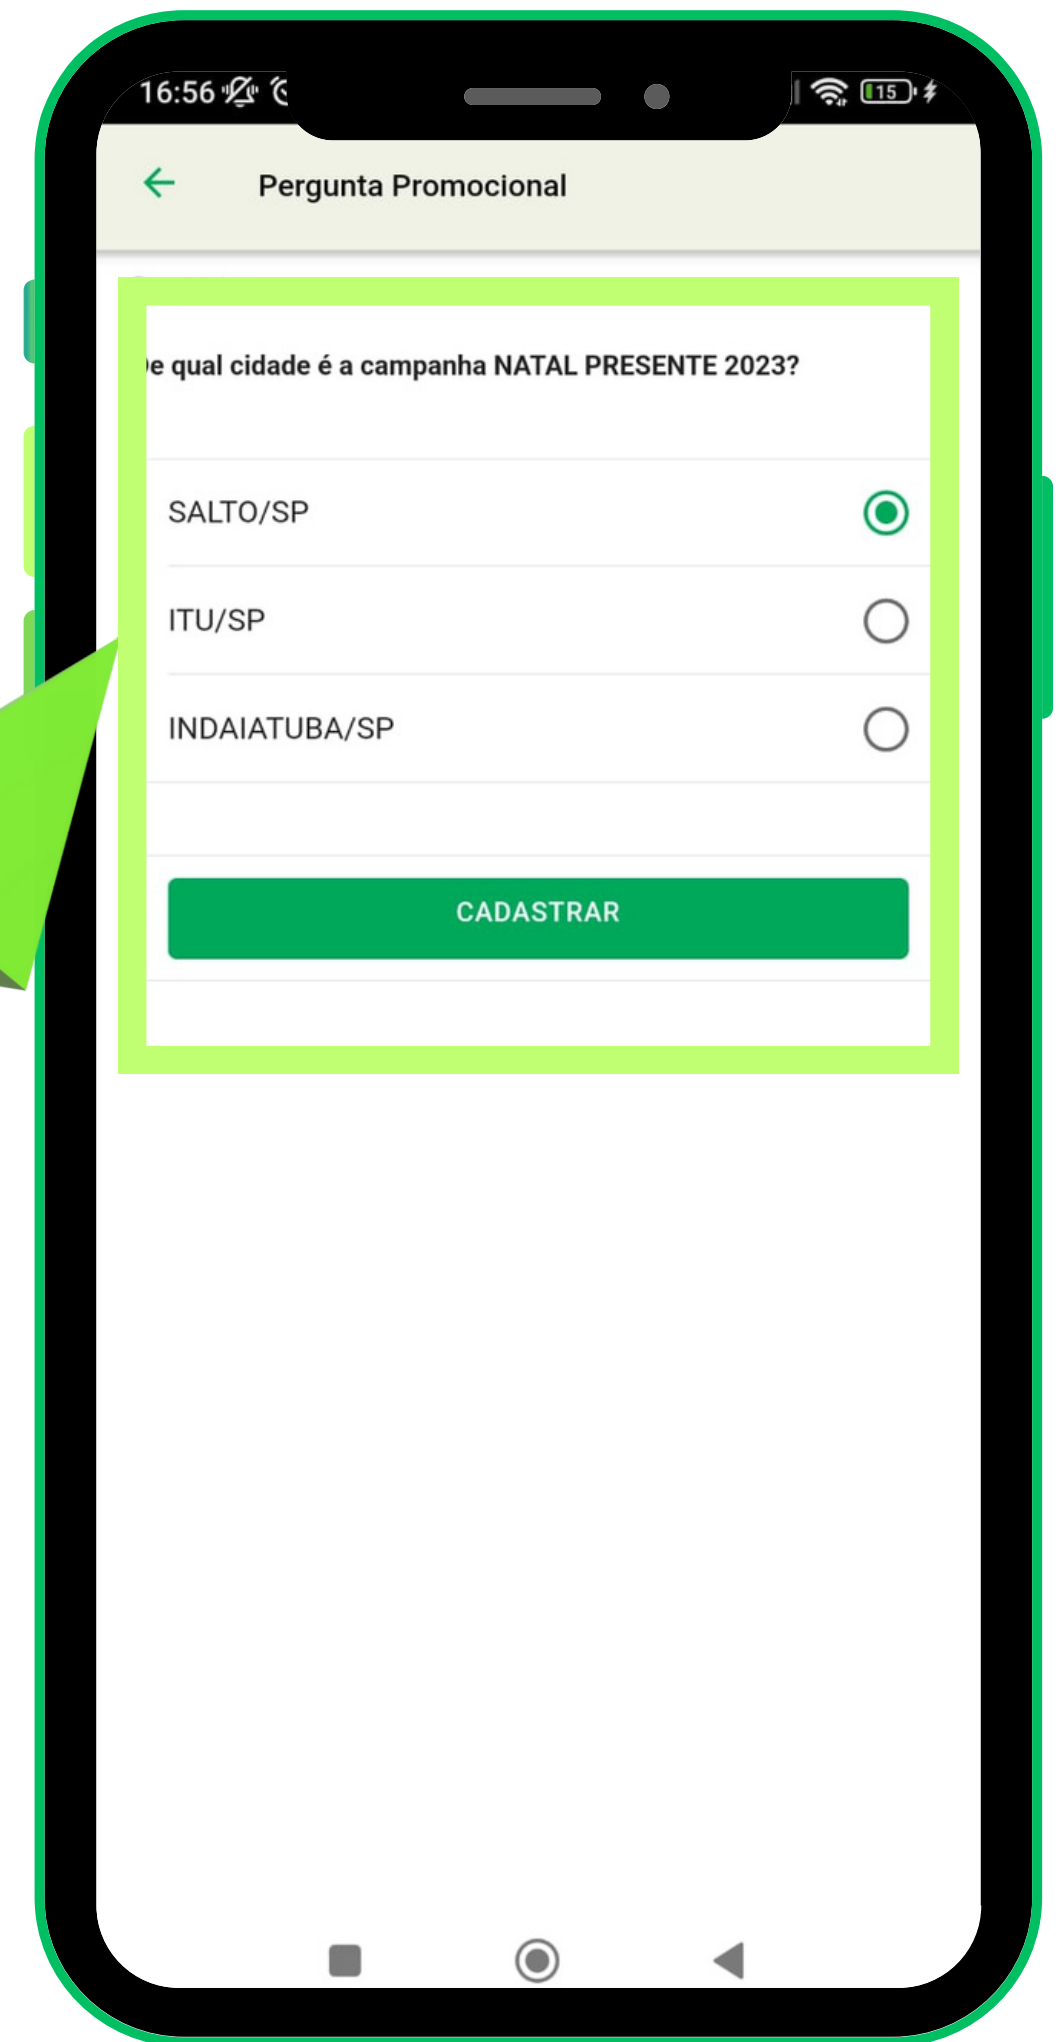 16:56
15
Pergunta Promocional
e qual cidade é a campanha NATAL PRESENTE 2023?
SALTO/SP
ITU/SP
INDAIATUBA/SP
CADASTRAR